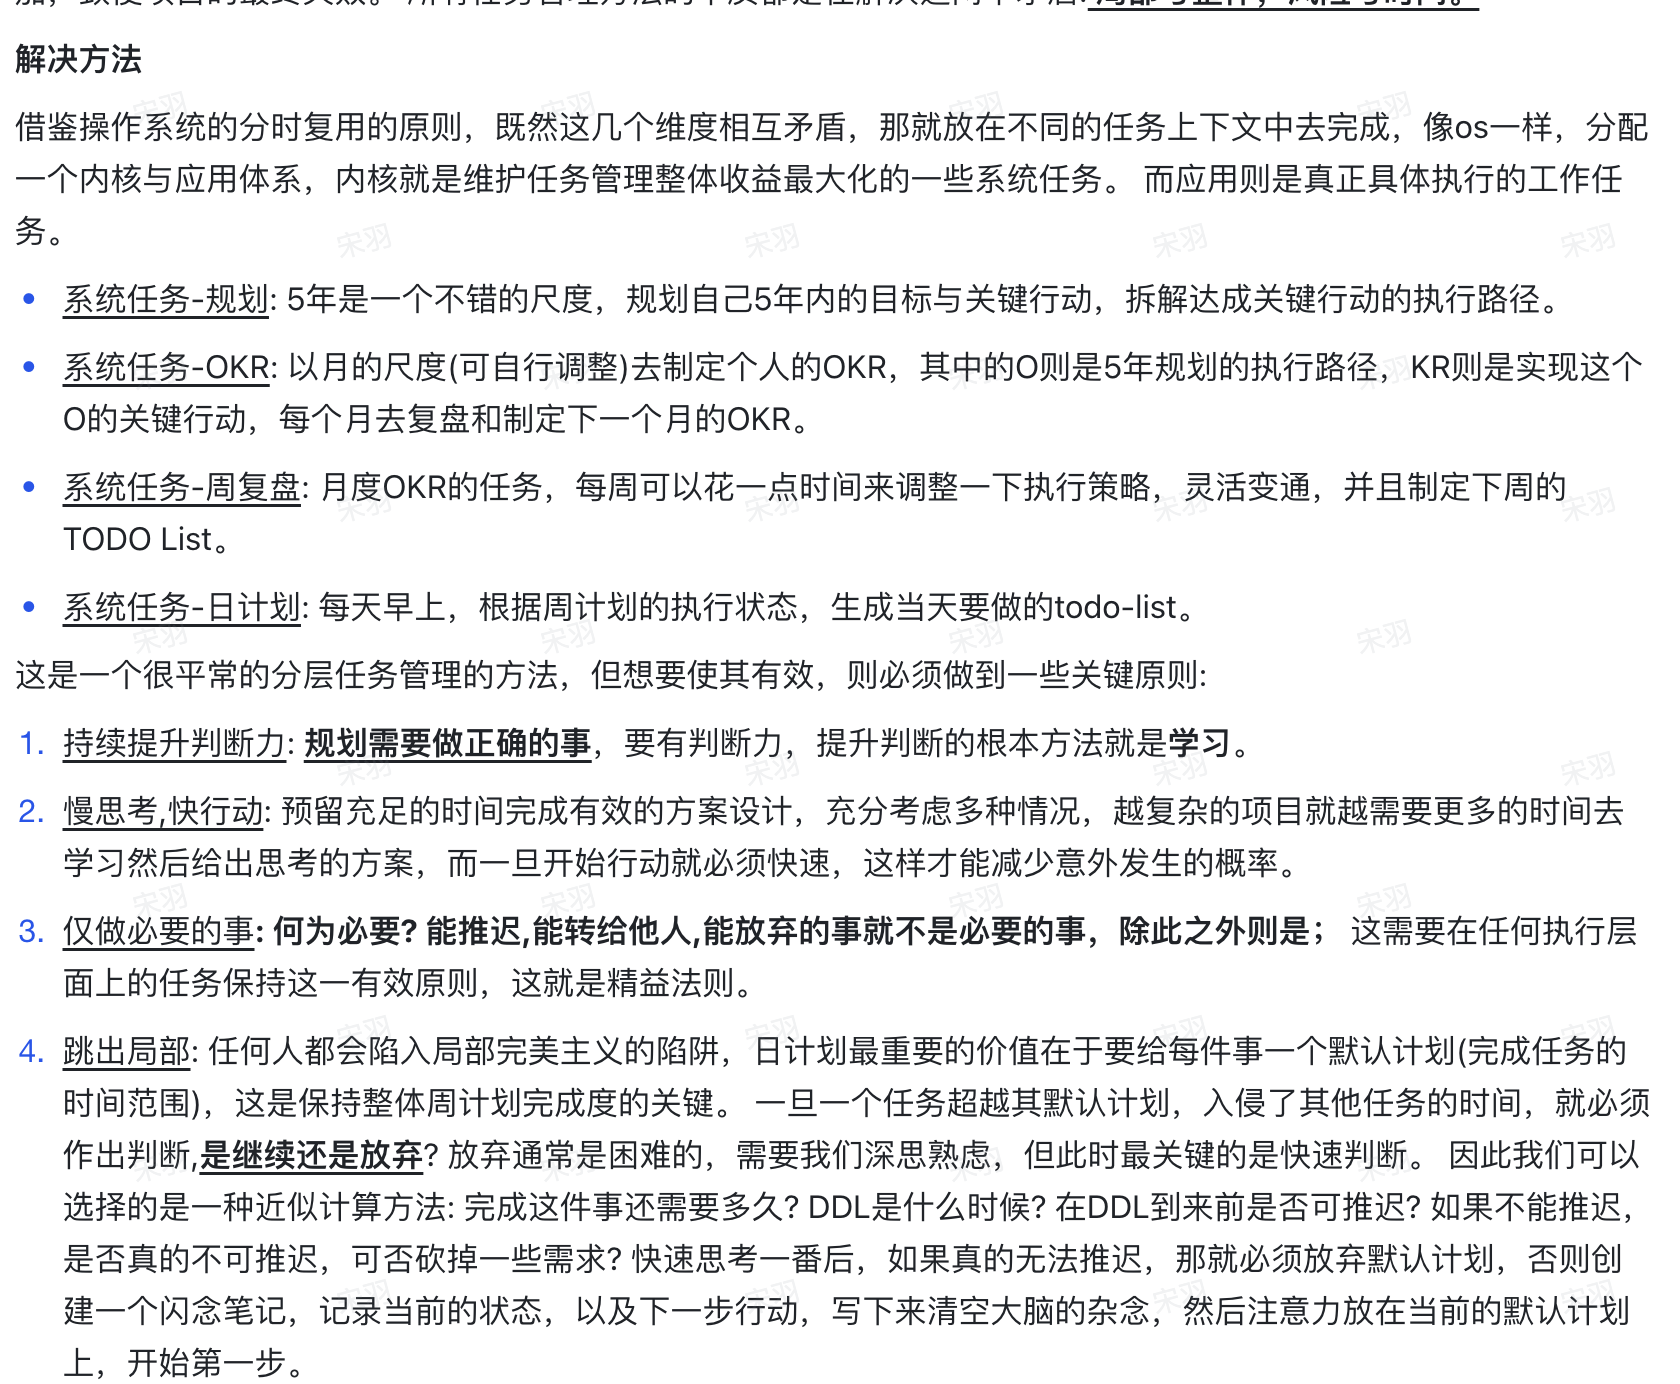 解决方法
借鉴操作系统的分时复用的原则，既然这几个维度相互矛盾，那就放在不同的任务上下文中去完成，像os一样，分配
一个内核与应用体系，内核就是维护任务管理整体收益最大化的一些系统任务。 而应用则是真正具体执行的工作任
务。
系统任务-规划: 5年是一个不错的尺度，规划自己5年内的目标与关键行动，拆解达成关键行动的执行路径。
系统任务-OKR: 以月的尺度(可自行调整)去制定个人的OKR，其中的O则是5年规划的执行路径，KR则是实现这个
O的关键行动，每个月去复盘和制定下一个月的OKR。
系统任务-周复盘: 月度OKR的任务，每周可以花一点时间来调整一下执行策略，灵活变通，并且制定下周的
TODO List。
系统任务-日计划: 每天早上，根据周计划的执行状态，生成当天要做的todo-list。
这是一个很平常的分层任务管理的方法，但想要使其有效，则必须做到一些关键原则:
1. 持续提升判断力: 规划需要做正确的事，要有判断力，提升判断的根本方法就是学习。
2. 慢思考,快行动: 预留充足的时间完成有效的方案设计，充分考虑多种情况，越复杂的项目就越需要更多的时间去
学习然后给出思考的方案，而一旦开始行动就必须快速，这样才能减少意外发生的概率。
3. 仅做必要的事: 何为必要? 能推迟,能转给他人,能放弃的事就不是必要的事，除此之外则是； 这需要在任何执行层
面上的任务保持这一有效原则，这就是精益法则。
4. 跳出局部: 任何人都会陷入局部完美主义的陷阱，日计划最重要的价值在于要给每件事一个默认计划(完成任务的
时间范围)，这是保持整体周计划完成度的关键。 一旦一个任务超越其默认计划，入侵了其他任务的时间，就必须
作出判断,是继续还是放弃? 放弃通常是困难的，需要我们深思熟虑，但此时最关键的是快速判断。 因此我们可以
选择的是一种近似计算方法: 完成这件事还需要多久? DDL是什么时候? 在DDL到来前是否可推迟? 如果不能推迟，
是否真的不可推迟，可否砍掉一些需求? 快速思考一番后，如果真的无法推迟，那就必须放弃默认计划，否则创
建一个闪念笔记，记录当前的状态，以及下一步行动，写下来清空大脑的杂念，然后注意力放在当前的默认计划
上，开始第一步。
宋羽